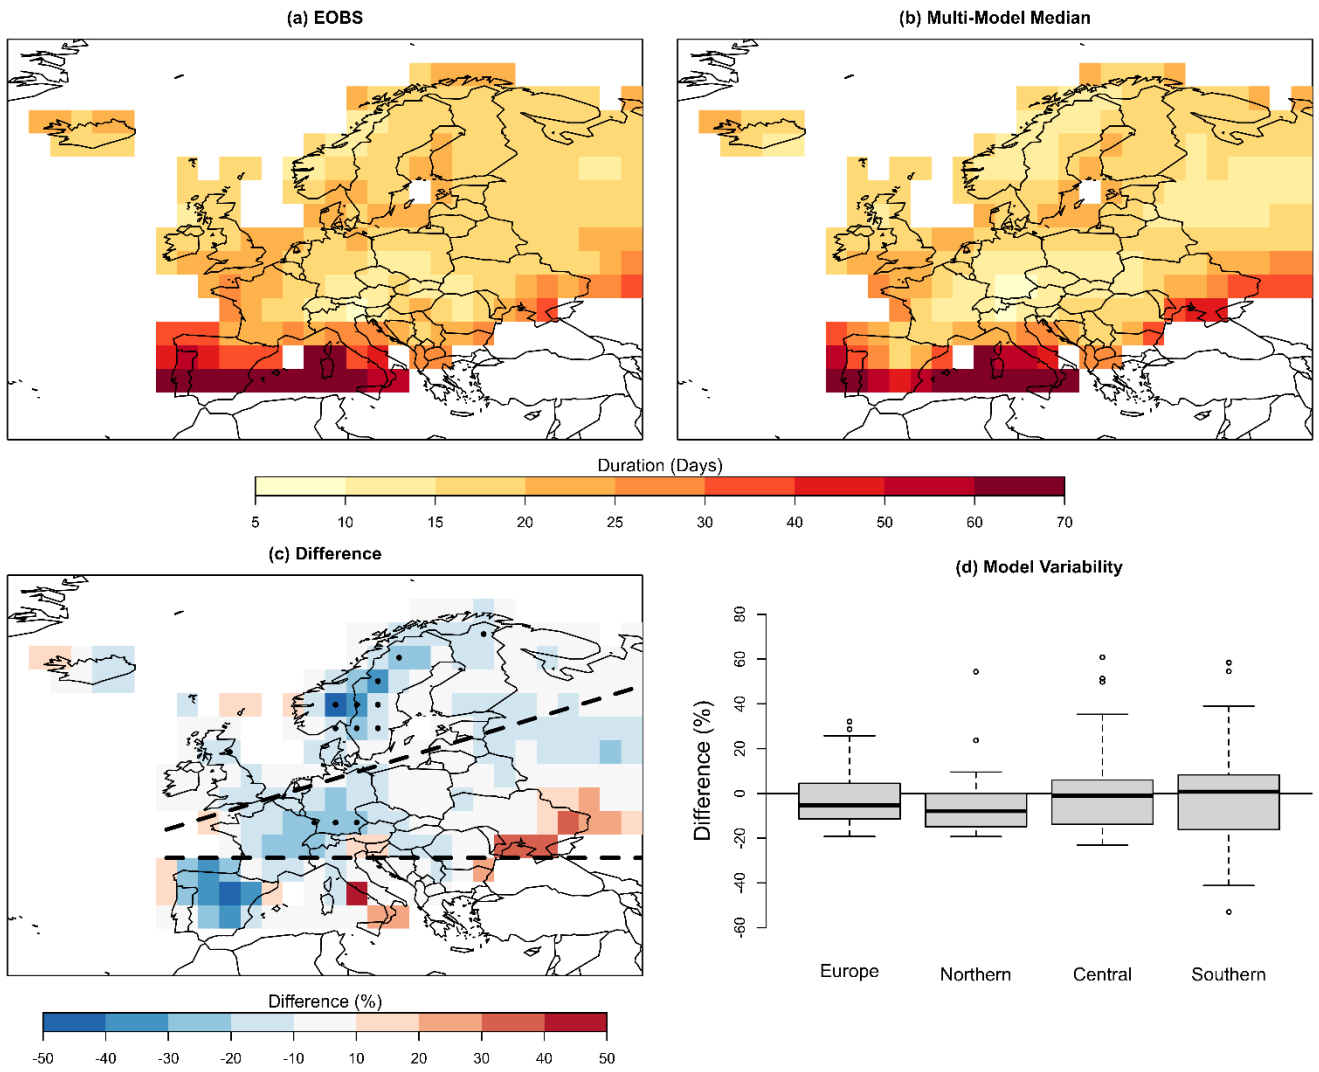 (a) EOBS
(b) Multi-Model Median
Duration (Days)
5 10 15 20 25 30 40 50 60 70
(c) Difference
(d) Model Variability
Difference (%)
80
60
40
20
0
-20
-40
-60
Europe Northern Central Southern
Difference (%)
-50 -40 -30 -20 -10 10 20 30 40 50